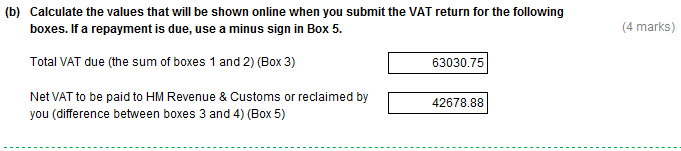 (b) Calculate the values that will be shown online when you submit the VAT return for the following
boxes. If a repayment is due, use a minus sign in Box 5.
(4 marks)
Total VAT due (the sum of boxes 1 and 2) (Box 3)
63030.75
Net VAT to be paid to HM Revenue & Customs or reclaimed by
you (difference between boxes 3 and 4) (Box 5)
42678.88